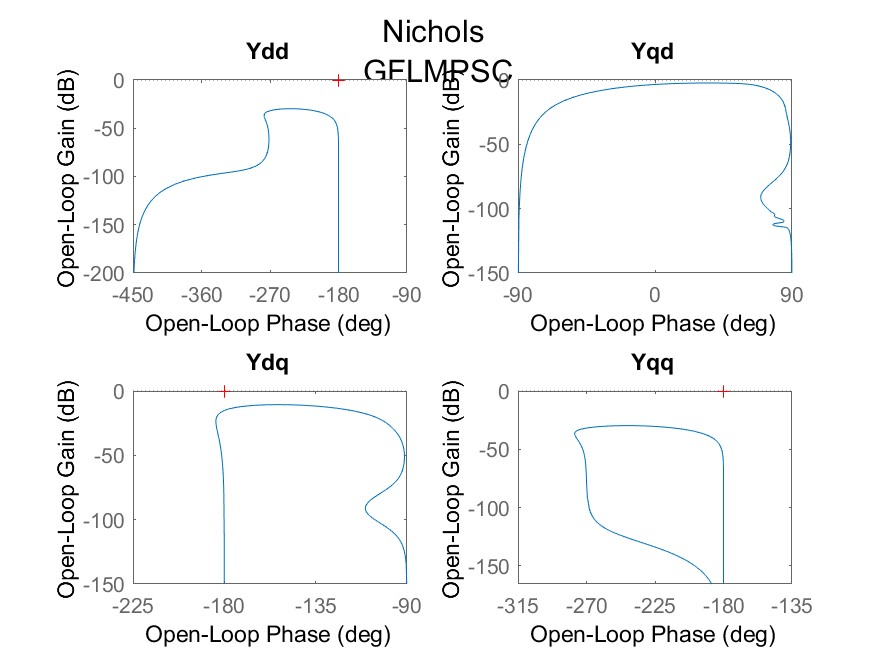 Nichols
GFLMPSC
Ydd
Yqd
Open-Loop Gain (dB)
0
-50
-100
-150
-200
-450 -360 -270 -180 -90
Open-Loop Phase (deg)
Open-Loop Gain (dB)
0
-50
-100
-150
-90 0 90
Open-Loop Phase (deg)
Ydq
Yqq
Open-Loop Gain (dB)
0
-50
-100
-150
-225 -180 -135 -90
Open-Loop Phase (deg)
Open-Loop Gain (dB)
0
-50
-100
-150
-315 -270 -225 -180 -135
Open-Loop Phase (deg)